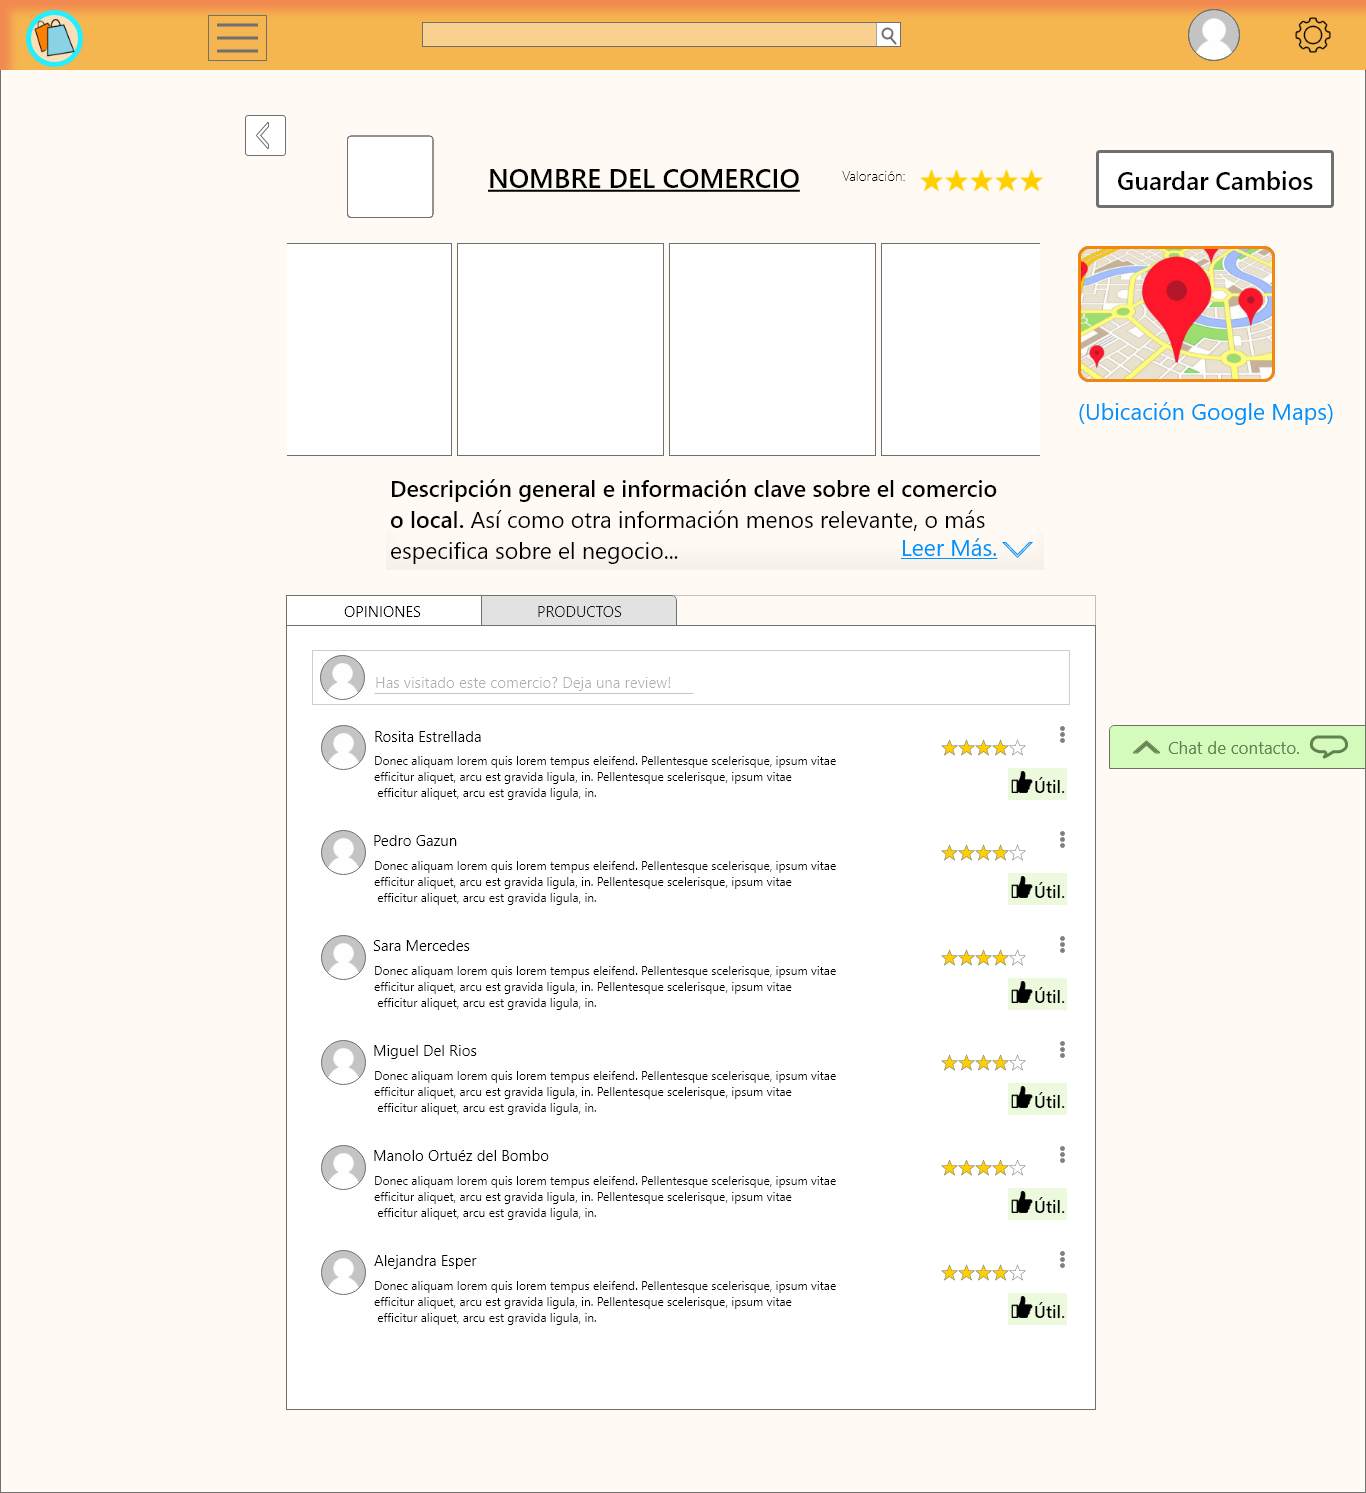 NOMBRE DEL COMERCIO
Valoración:
Guardar Cambios
(Ubicación Google Maps)
Descripción general e información clave sobre el comercio
o local. Así como otra información menos relevante, o más
especifica sobre el negocio...
Leer Más.
OPINIONES
PRODUCTOS
Has visitado este comercio? Deja una review!
Chat de contacto.
Rosita Estrellada
Donec aliquam lorem quis lorem tempus eleifend. Pellentesque scelerisque, ipsum vitae
efficitur aliquet, arcu est gravida ligula, in. Pellentesque scelerisque, ipsum vitae
efficitur aliquet, arcu est gravida ligula, in.
Útil.
Pedro Gazun
Donec aliquam lorem quis lorem tempus eleifend. Pellentesque scelerisque, ipsum vitae
efficitur aliquet, arcu est gravida ligula, in. Pellentesque scelerisque, ipsum vitae
efficitur aliquet, arcu est gravida ligula, in.
Útil.
Sara Mercedes
Donec aliquam lorem quis lorem tempus eleifend. Pellentesque scelerisque, ipsum vitae
efficitur aliquet, arcu est gravida ligula, in. Pellentesque scelerisque, ipsum vitae
efficitur aliquet, arcu est gravida ligula, in.
Útil.
Miguel Del Rios
Donec aliquam lorem quis lorem tempus eleifend. Pellentesque scelerisque, ipsum vitae
efficitur aliquet, arcu est gravida ligula, in. Pellentesque scelerisque, ipsum vitae
efficitur aliquet, arcu est gravida ligula, in.
Útil.
Manolo Ortuéz del Bombo
Donec aliquam lorem quis lorem tempus eleifend. Pellentesque scelerisque, ipsum vitae
efficitur aliquet, arcu est gravida ligula, in. Pellentesque scelerisque, ipsum vitae
efficitur aliquet, arcu est gravida ligula, in.
Útil.
Alejandra Esper
Donec aliquam lorem quis lorem tempus eleifend. Pellentesque scelerisque, ipsum vitae
efficitur aliquet, arcu est gravida ligula, in. Pellentesque scelerisque, ipsum vitae
efficitur aliquet, arcu est gravida ligula, in.
Útil.